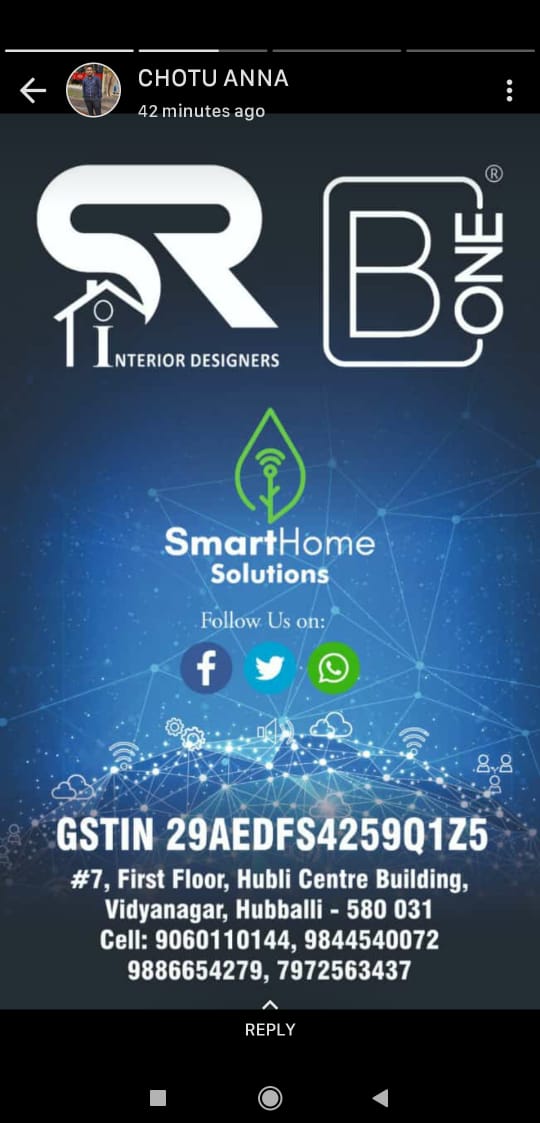 CHOTU ANNA
42 minutes ago
SR
INTERIOR DESIGNERS
B ONE ®
SmartHome
Solutions
Follow Us on:
GSTIN 29AEDFS4259Q1Z5
#7, First Floor, Hubli Centre Building,
Vidyanagar, Hubballi - 580 031
Cell: 9060110144, 9844540072
9886654279, 7972563437
REPLY